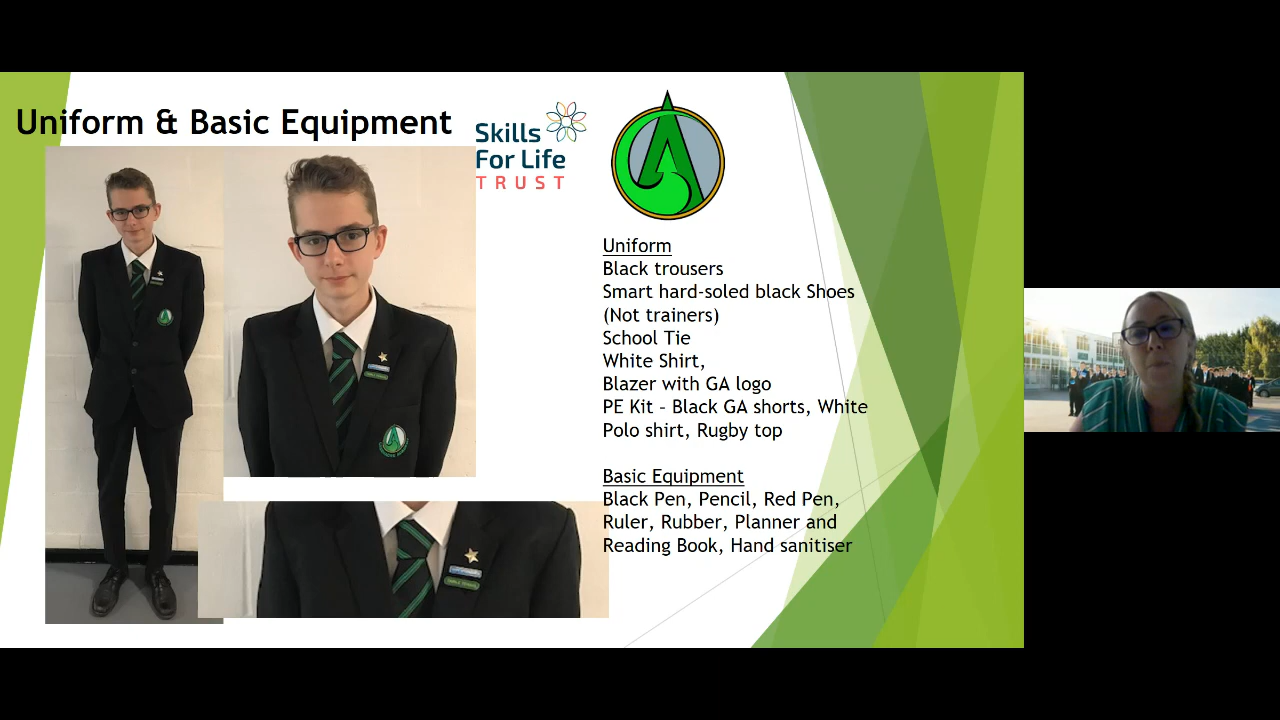 Uniform & Basic Equipment
Skills
For Life
TRUST
Uniform
Black trousers
Smart hard-soled black Shoes
(Not trainers)
School Tie
White Shirt,
Blazer with GA logo
PE Kit – Black GA shorts, White
Polo shirt, Rugby top
Basic Equipment
Black Pen, Pencil, Red Pen,
Ruler, Rubber, Planner and
Reading Book, Hand sanitiser